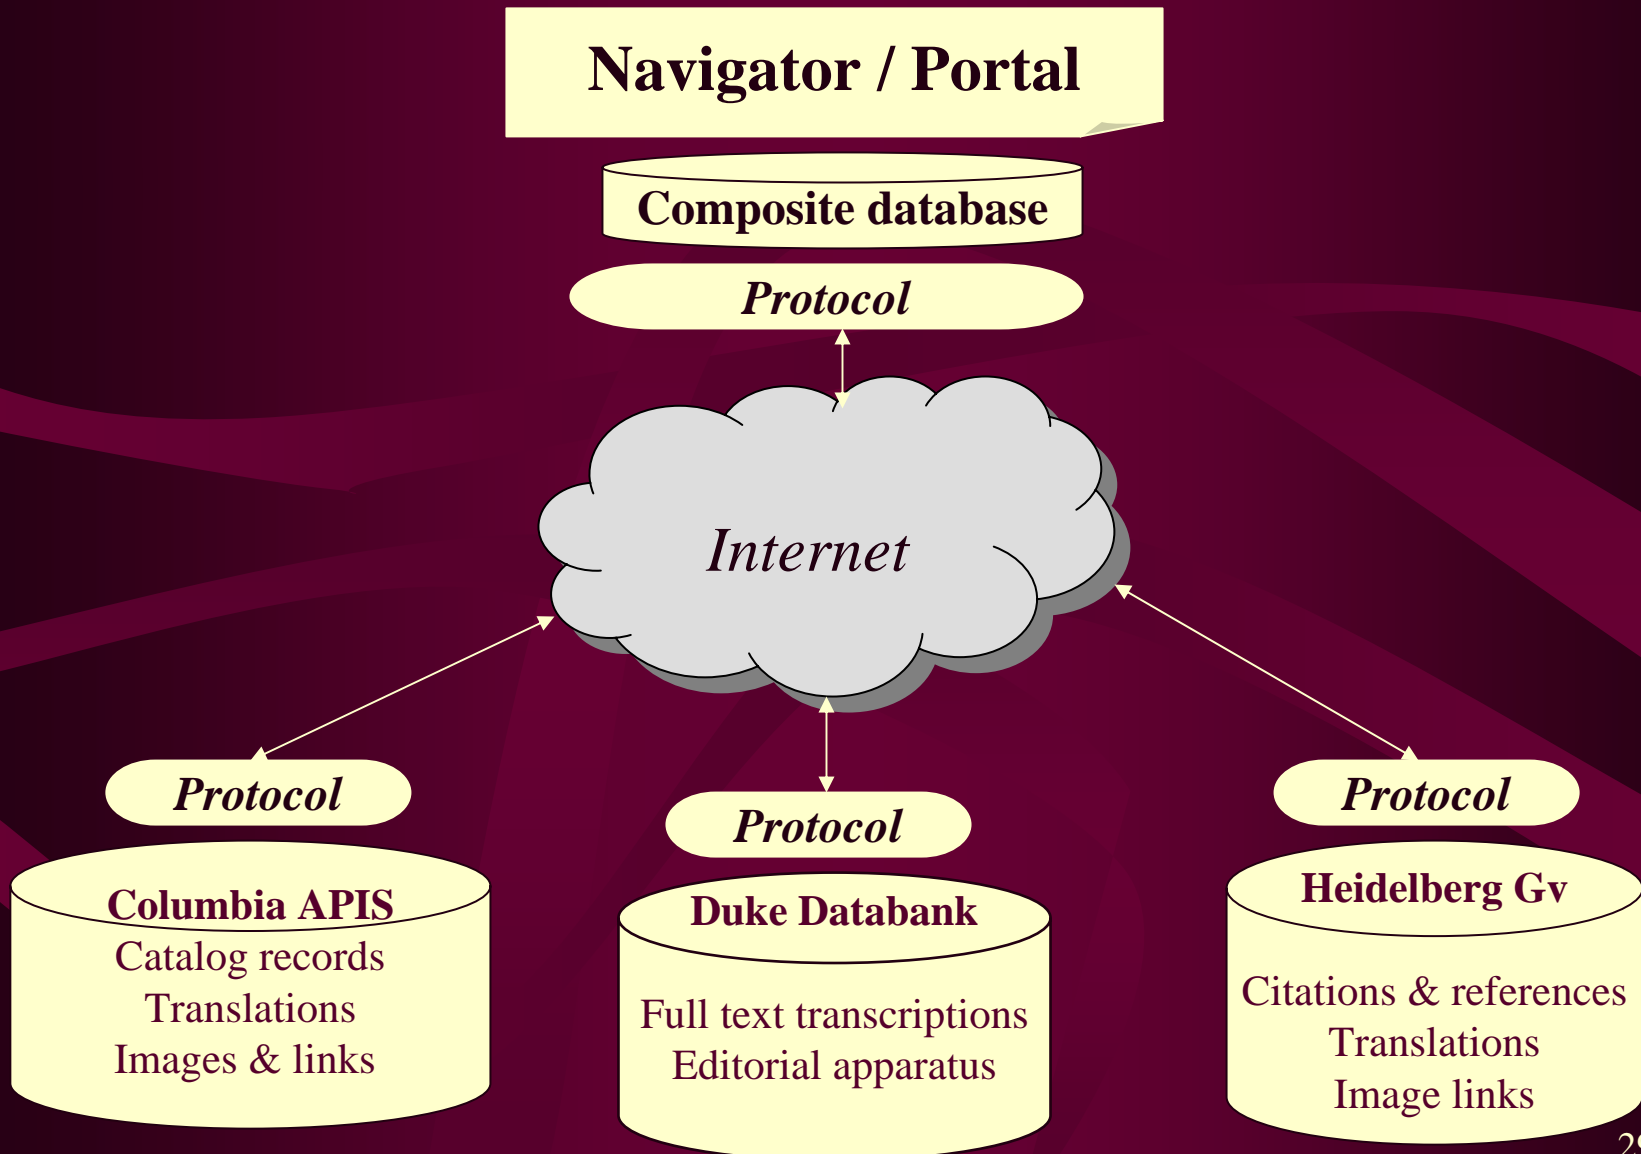 Navigator / Portal
Composite database
Protocol
Internet
Protocol
Protocol
Protocol
Columbia APIS
Catalog records
Translations
Images & links
Duke Databank
Full text transcriptions
Editorial apparatus
Heidelberg Gv
Citations & references
Translations
Image links